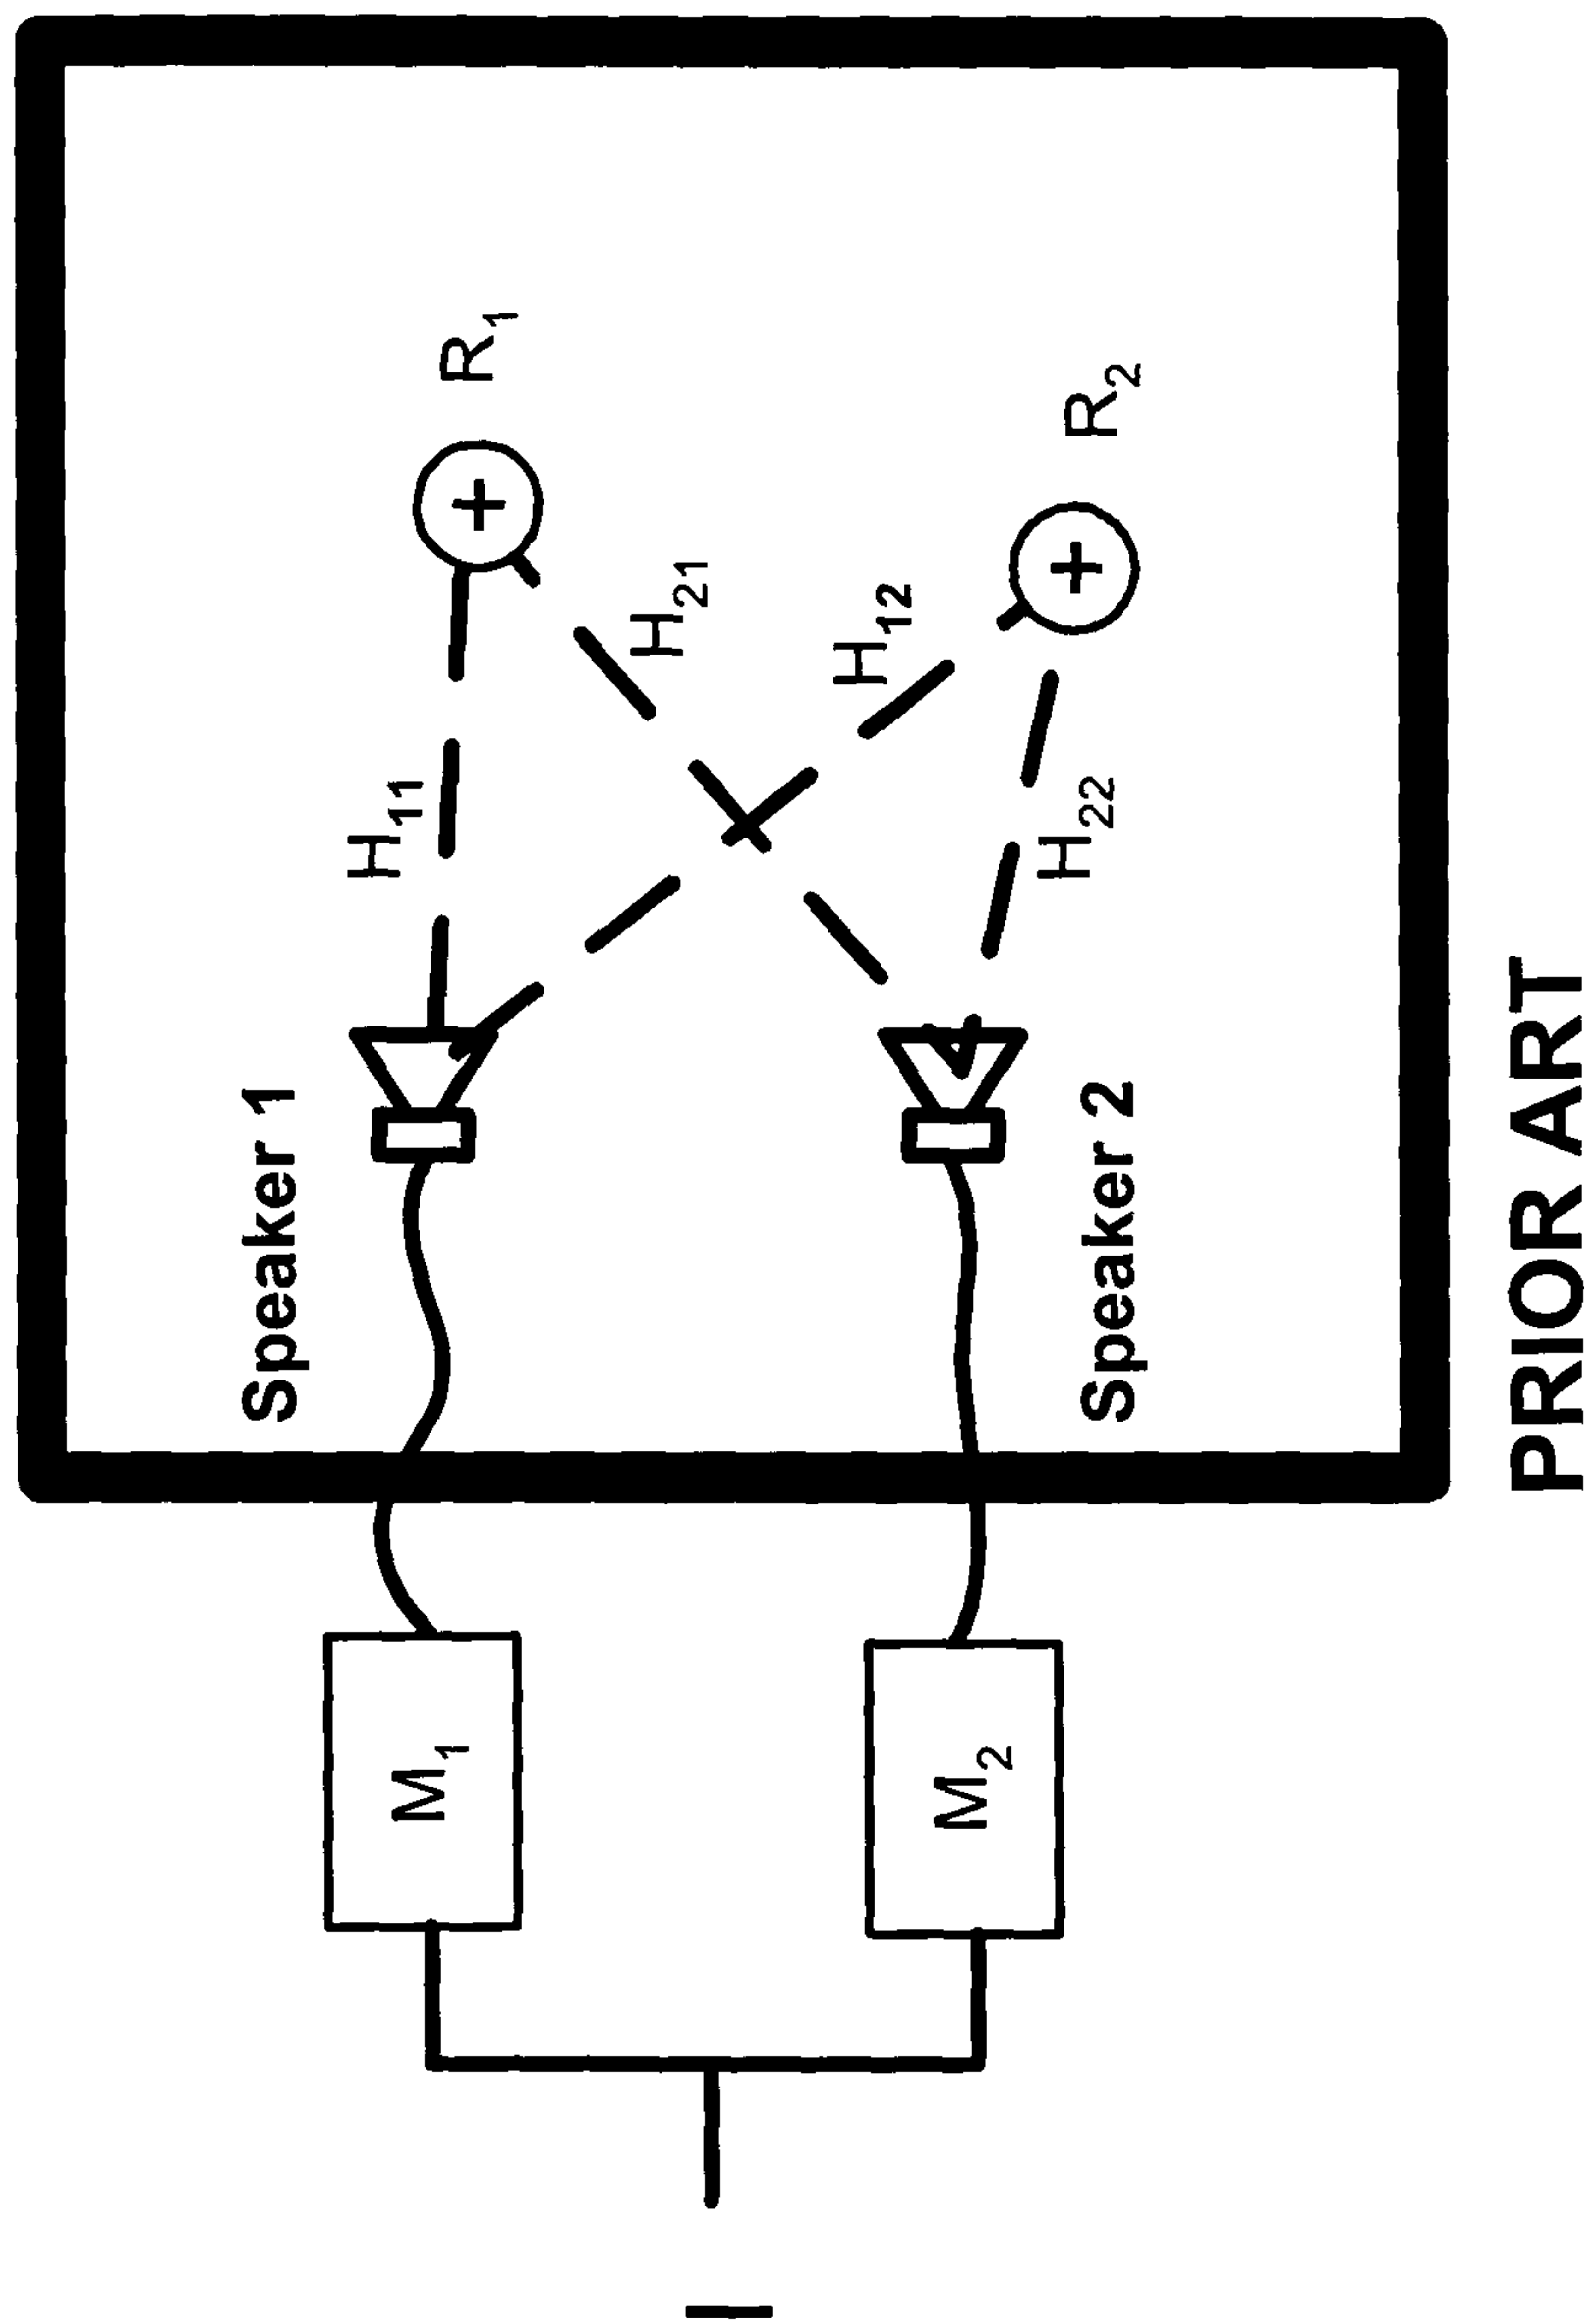 I
M1
M2
Speaker 1
Speaker 2
H11
H21
H12
H22
R1
R2
PRIOR ART